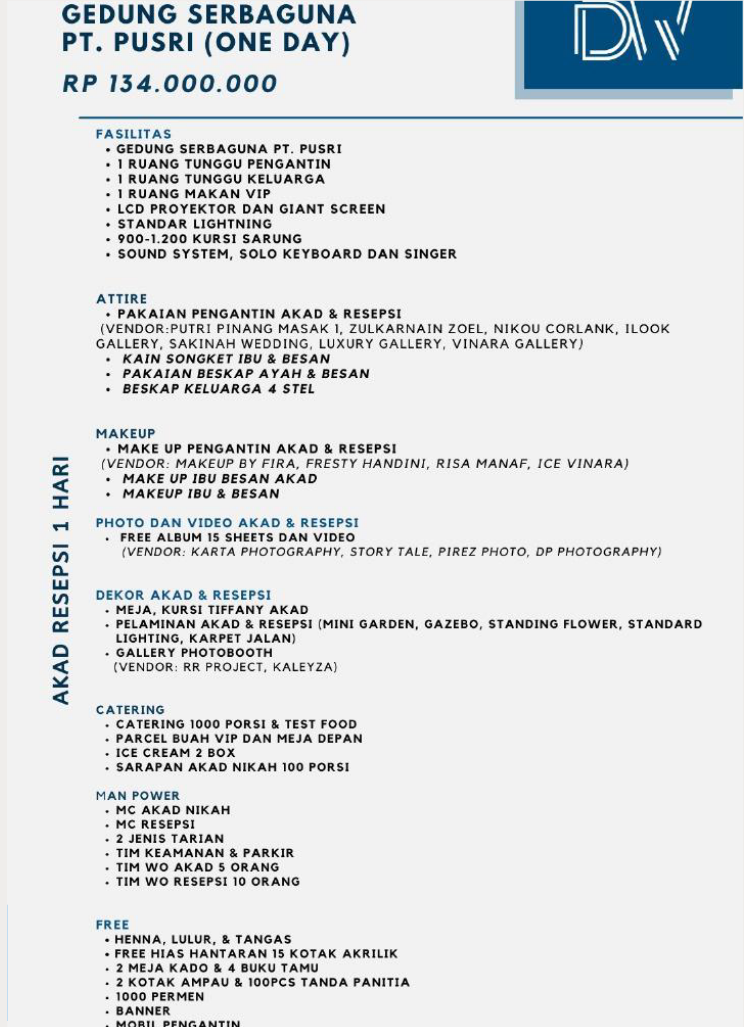 GEDUNG SERBAGUNA
PT. PUSRI (ONE DAY)
RP 134.000.000
DW
FASILITAS
• GEDUNG SERBAGUNA PT. PUSRI
• 1 RUANG TUNGGU PENGANTIN
• 1 RUANG TUNGGU KELUARGA
• 1 RUANG MAKAN VIP
• LCD PROYEKTOR DAN GIANT SCREEN
• STANDAR LIGHTNING
• 900-1.200 KURSI SARUNG
• SOUND SYSTEM, SOLO KEYBOARD DAN SINGER
ATTIRE
• PAKAIAN PENGANTIN AKAD & RESEPSI
(VENDOR:PUTRI PINANG MASAK 1, ZULKARNAIN ZOEL, NIKOU CORLANK, ILOOK
GALLERY, SAKINAH WEDDING, LUXURY GALLERY, VINARA GALLERY)
• KAIN SONGKET IBU & BESAN
• PAKAIAN BESKAP AYAH & BESAN
• BESKAP KELUARGA 4 STEL
MAKEUP
• MAKE UP PENGANTIN AKAD & RESEPSI
(VENDOR: MAKEUP BY FIRA, FRESTY HANDINI, RISA MANAF, ICE VINARA)
• MAKE UP IBU BESAN AKAD
• MAKEUP IBU & BESAN
PHOTO DAN VIDEO AKAD & RESEPSI
• FREE ALBUM 15 SHEETS DAN VIDEO
(VENDOR: KARTA PHOTOGRAPHY, STORY TALE, PIREZ PHOTO, DP PHOTOGRAPHY)
DEKOR AKAD & RESEPSI
• MEJA, KURSI TIFFANY AKAD
• PELAMINAN AKAD & RESEPSI (MINI GARDEN, GAZEBO, STANDING FLOWER, STANDARD
LIGHTING, KARPET JALAN)
• GALLERY PHOTOBOOTH
(VENDOR: RR PROJECT, KALEYZA)
CATERING
• CATERING 1000 PORSI & TEST FOOD
• PARCEL BUAH VIP DAN MEJA DEPAN
• ICE CREAM 2 BOX
• SARAPAN AKAD NIKAH 100 PORSI
MAN POWER
• MC AKAD NIKAH
• MC RESEPSI
• 2 JENIS TARIAN
• TIM KEAMANAN & PARKIR
• TIM WO AKAD 5 ORANG
• TIM WO RESEPSI 10 ORANG
FREE
• HENNA, LULUR, & TANGAS
• FREE HIAS HANTARAN 15 KOTAK AKRILIK
• 2 MEJA KADO & 4 BUKU TAMU
• 2 KOTAK AMPAU & 100PCS TANDA PANITIA
• 1000 PERMEN
• BANNER
• MOBIL PENGANTIN
AKAD RESEPSI 1 HARI